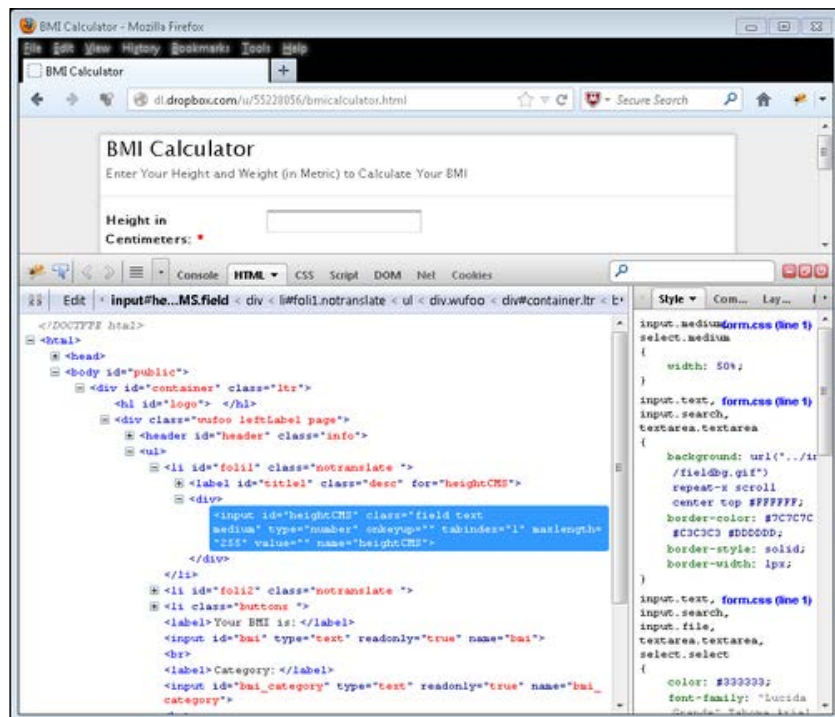 BMI Calculator - Mozilla Firefox
File Edit View History Bookmarks Tools Help
BMI Calculator
dl.dropbox.com/u/55228056/bmicalculator.html
Secure Search
BMI Calculator
Enter Your Height and Weight (in Metric) to Calculate Your BMI
Height in
Centimeters: *
Console HTML CSS Script DOM Net Cookies
Edit input#he...MS.field < div < li#foli1.notranslate < ul < div.wufoo < div#container.ltr <
Style Com... Lay...
<!DOCTYPE html>
<html>
<head>
<body id="public">
<div id="container" class="ltr">
<h1 id="logo"> </h1>
<div class="wufoo leftLabel page">
<header id="header" class="info">
<ul>
<li id="foli1" class="notranslate ">
<label id="title1" class="desc" for="heightCMS">
<div>
<input id="heightCMS" class="field text
medium" type="number" onkeyup="" tabindex="1" maxlength=
"255" value="" name="heightCMS">
</div>
</li>
<li id="foli2" class="notranslate ">
<li class="buttons ">
<label>Your BMI is: </label>
<input id="bmi" type="text" readonly="true" name="bmi">
<br>
<label>Category: </label>
<input id="bmi_category" type="text" readonly="true" name="bmi_
category">
input.medium, form.css (line 1)
select.medium
{
width: 50%;
}
input.text, form.css (line 1)
input.search,
textarea.textarea
{
background: url("../im
/fieldbg.gif")
repeat-x scroll
center top #FFFFFF;
border-color: #7C7C7C
#C3C3C3 #DDDDDD;
border-style: solid;
border-width: 1px;
}
input.text, form.css (line 1)
input.search,
input.file,
textarea.textarea,
select.select
{
color: #333333;
font-family: "Lucida
Grande" Tahoma Arial